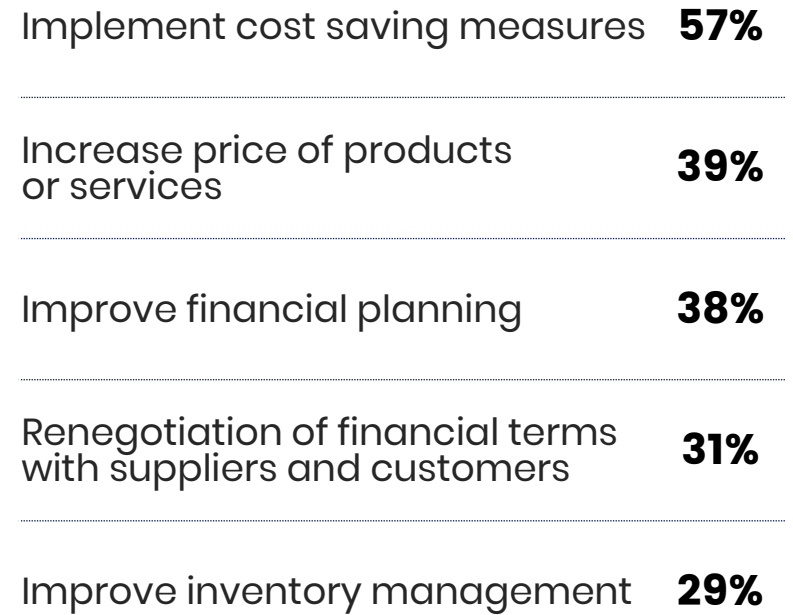 Implement cost saving measures 57%
Increase price of products
or services
39%
Improve financial planning 38%
Renegotiation of financial terms
with suppliers and customers
31%
Improve inventory management 29%